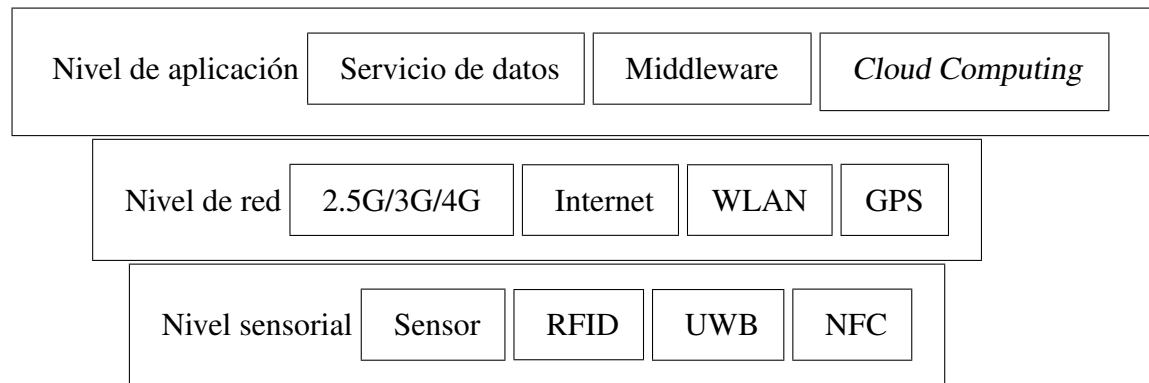 Nivel de aplicación Servicio de datos Middleware Cloud Computing
Nivel de red 2.5G/3G/4G Internet WLAN GPS
Nivel sensorial Sensor RFID UWB NFC